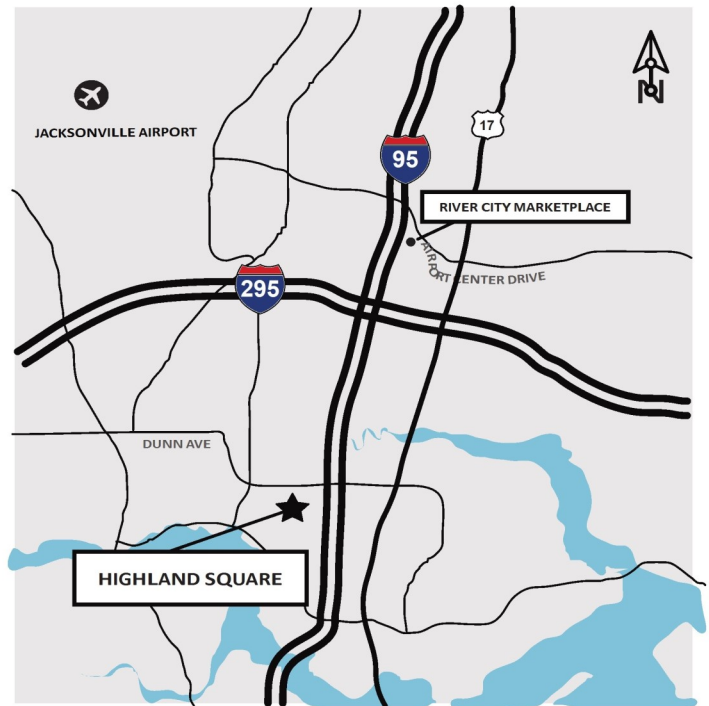 JACKSONVILLE AIRPORT
N
17
95
RIVER CITY MARKETPLACE
AIRPORT CENTER DRIVE
295
DUNN AVE
HIGHLAND SQUARE